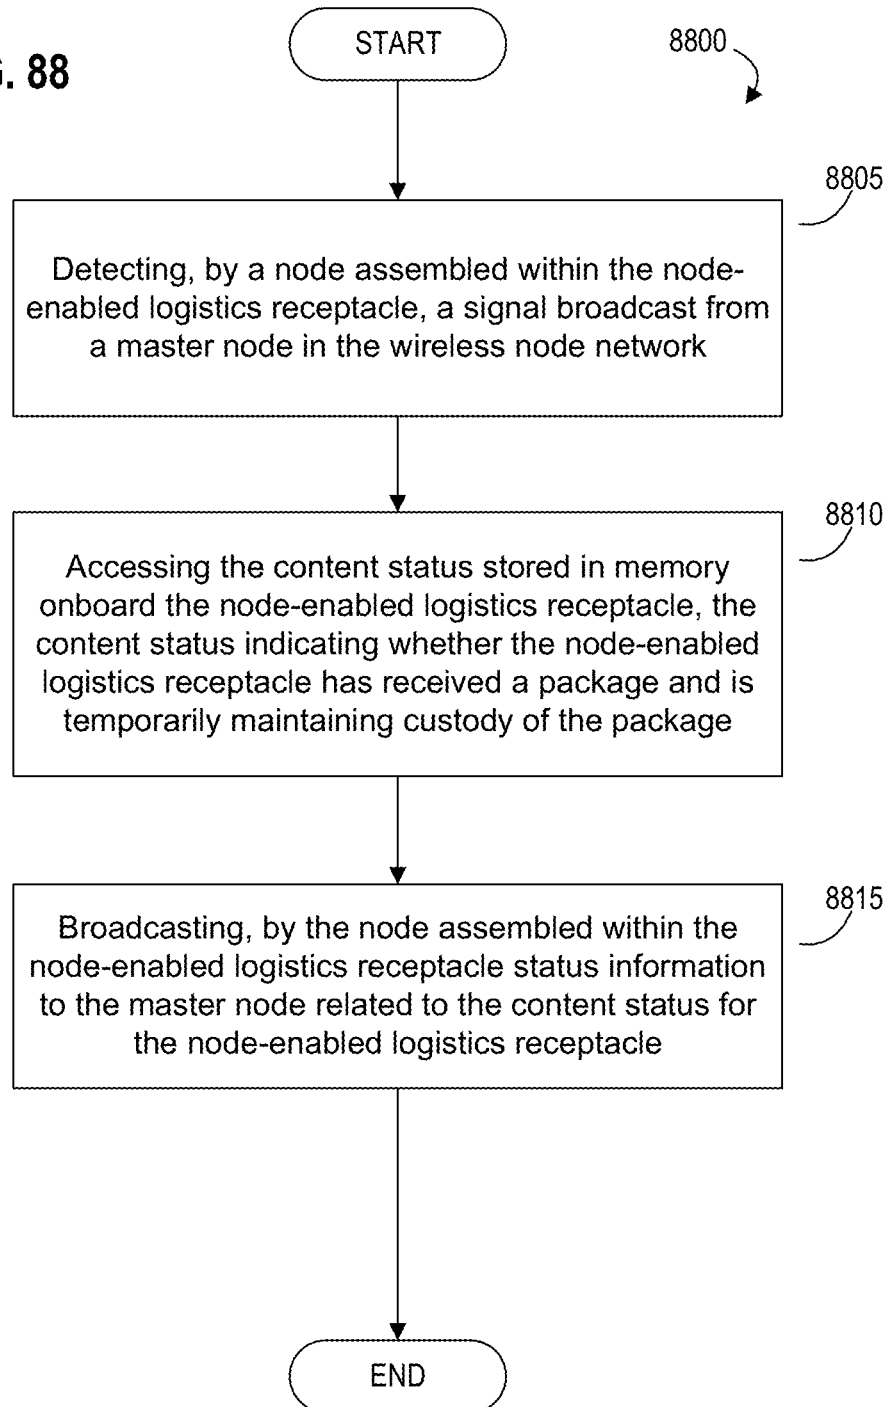 START
8800
. 88
8805
Detecting, by a node assembled within the node-
enabled logistics receptacle, a signal broadcast from
a master node in the wireless node network
8810
Accessing the content status stored in memory
onboard the node-enabled logistics receptacle, the
content status indicating whether the node-enabled
logistics receptacle has received a package and is
temporarily maintaining custody of the package
8815
Broadcasting, by the node assembled within the
node-enabled logistics receptacle status information
to the master node related to the content status for
the node-enabled logistics receptacle
END